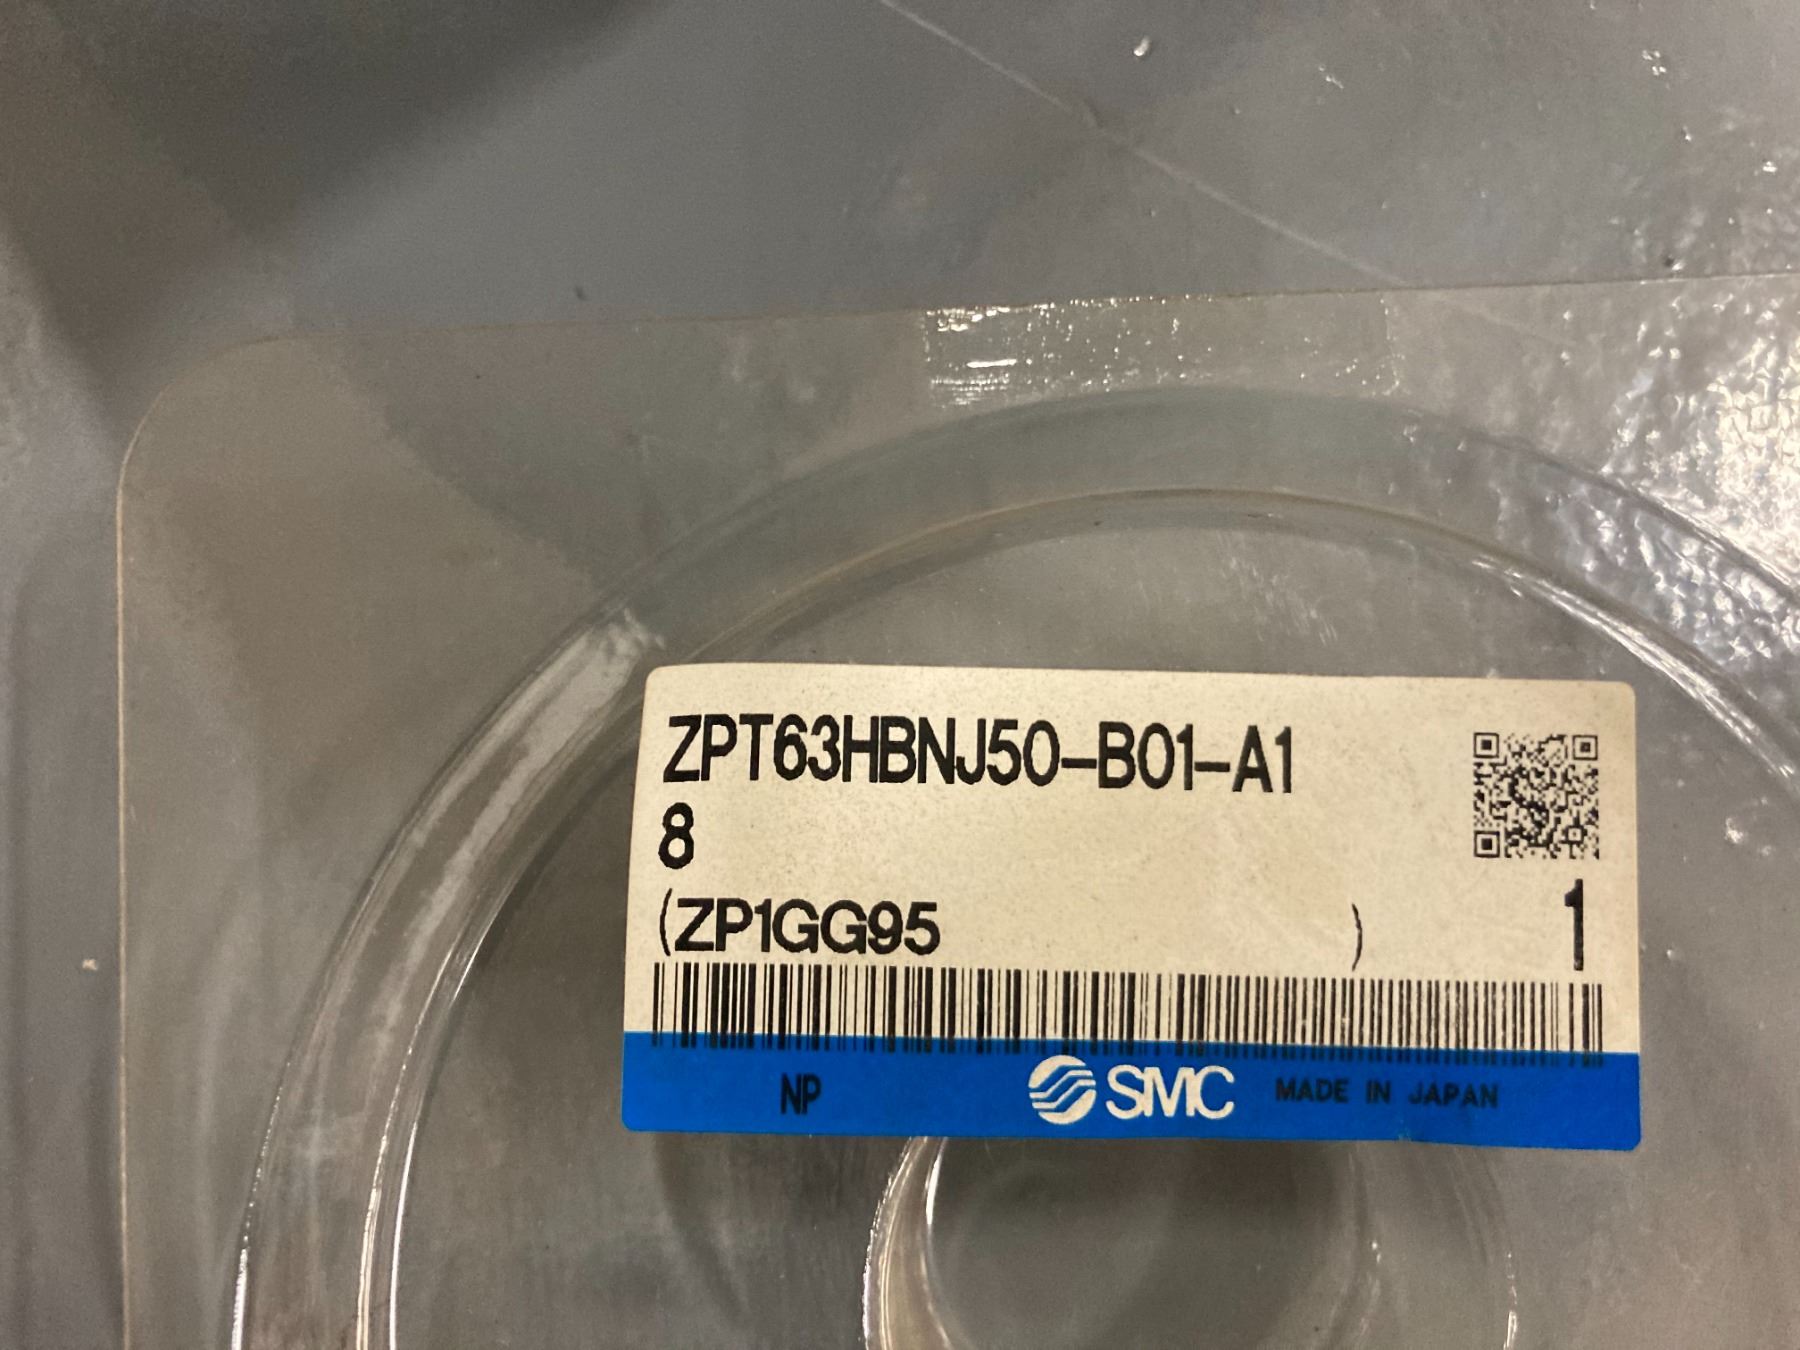 ZPT63HBNJ50-B01-A1
8
(ZP1GG95 ) 1
NP SMC MADE IN JAPAN